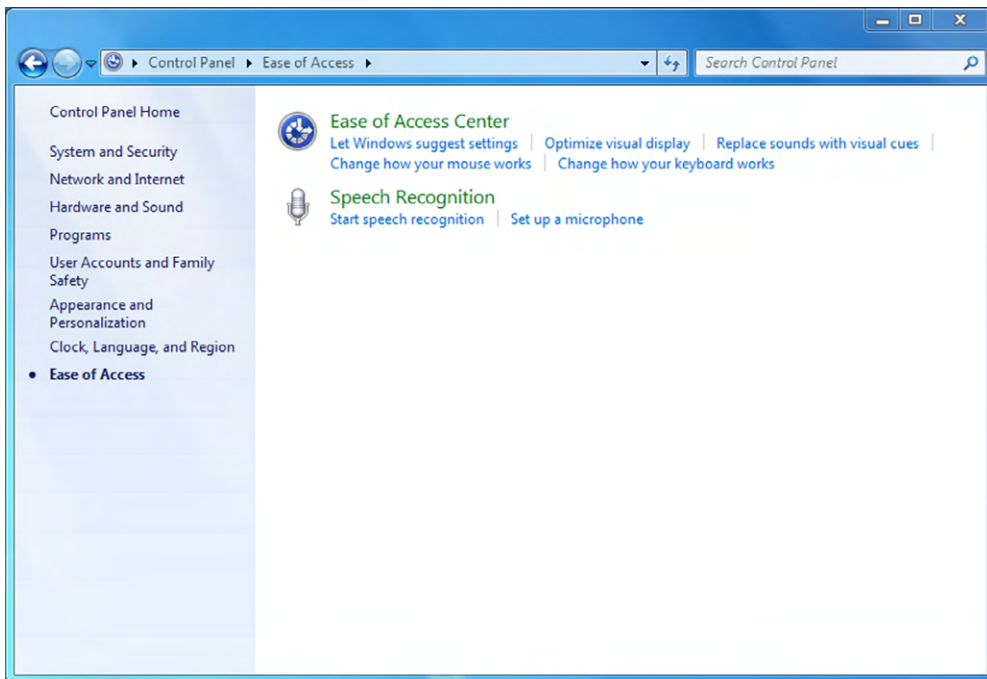 Control Panel Ease of Access
Search Control Panel
Control Panel Home
System and Security
Network and Internet
Hardware and Sound
Programs
User Accounts and Family
Safety
Appearance and
Personalization
Clock, Language, and Region
Ease of Access
Ease of Access Center
Let Windows suggest settings Optimize visual display Replace sounds with visual cues
Change how your mouse works Change how your keyboard works
Speech Recognition
Start speech recognition Set up a microphone